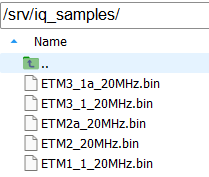 /srv/iq_samples/
Name
..
ETM3_1a_20MHz.bin
ETM3_1_20MHz.bin
ETM2a_20MHz.bin
ETM2_20MHz.bin
ETM1_1_20MHz.bin